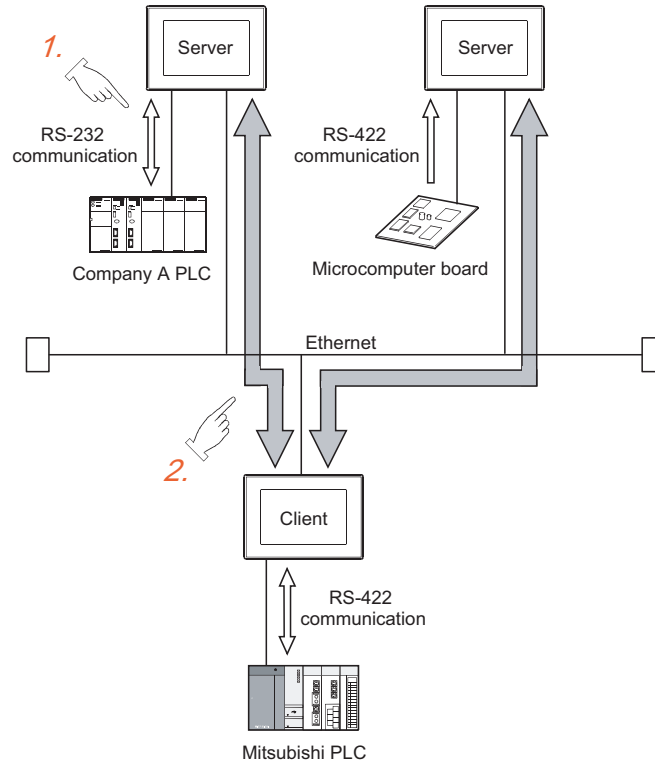 1.
Server
Server
RS-232
communication
RS-422
communication
Company A PLC
Microcomputer board
Ethernet
2.
Client
RS-422
communication
Mitsubishi PLC